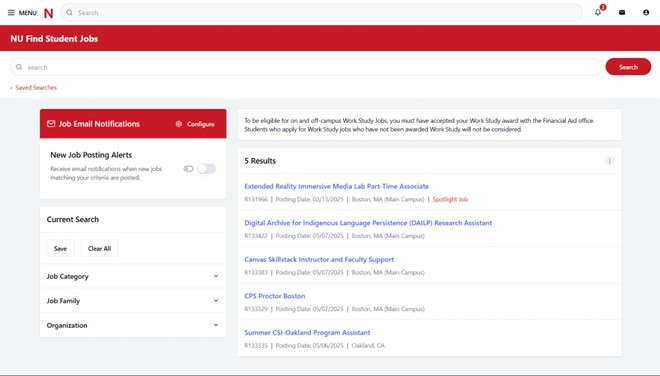 MENU N Search 2
NU Find Student Jobs
search Search
Saved Searches
Job Email Notifications Configure
New Job Posting Alerts
Receive email notifications when new jobs
matching your criteria are posted.
Current Search
Save Clear All
Job Category
Job Family
Organization
To be eligible for on and off-campus Work Study Jobs, you must have accepted your Work Study award with the Financial Aid office.
Students who apply for Work Study jobs who have not been awarded Work Study will not be considered.
5 Results
Extended Reality Immersive Media Lab Part-Time Associate
R131966 | Posting Date: 02/13/2025 | Boston, MA (Main Campus) | Spotlight Job
Digital Archive for Indigenous Language Persistence (DAILP) Research Assistant
R133422 | Posting Date: 05/07/2025 | Boston, MA (Main Campus)
Canvas Skillstack Instructor and Faculty Support
R133383 | Posting Date: 05/07/2025 | Boston, MA (Main Campus)
CPS Proctor Boston
R133329 | Posting Date: 05/07/2025 | Boston, MA (Main Campus)
Summer CSI-Oakland Program Assistant
R133335 | Posting Date: 05/06/2025 | Oakland, CA